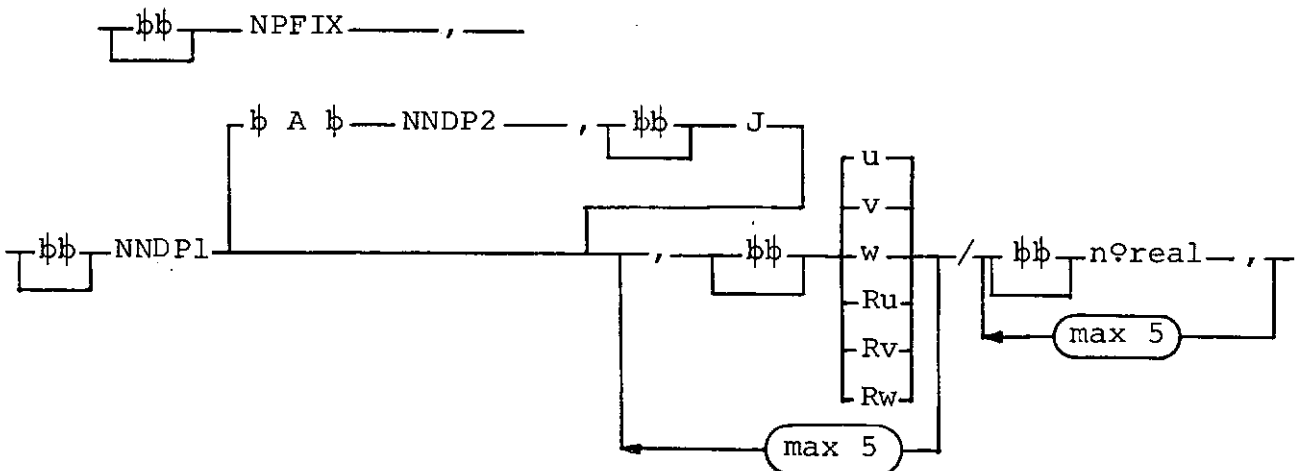 ƀƀ NPFIX ,
ƀ A ƀ NNDP2 , ƀƀ J
u
v
ƀƀ NNDP1 , ƀƀ w / ƀƀ nºreal ,
Ru
Rv
max 5
Rw
max 5